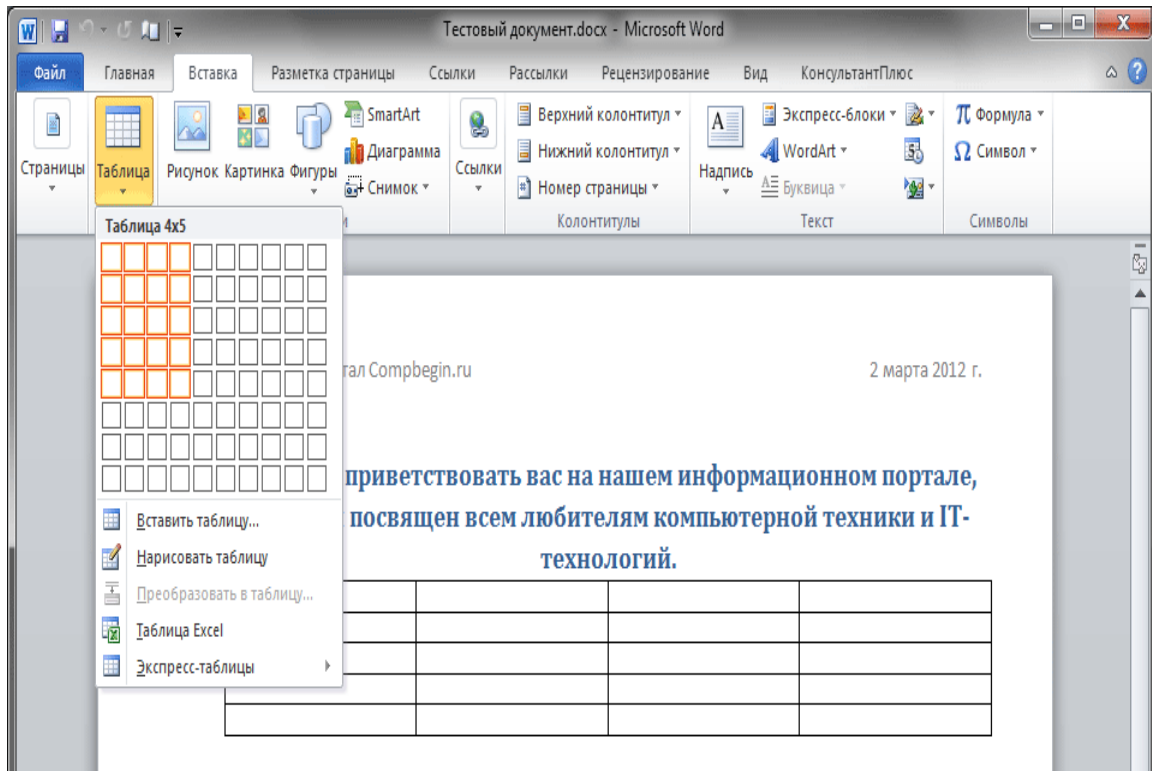 Тестовый документ.docx - Microsoft Word
Файл Главная Вставка Разметка страницы Ссылки Рассылки Рецензирование Вид КонсультантПлюс
Страницы Таблица Рисунок Картинка Фигуры SmartArt Диаграмма Снимок Ссылки Верхний колонтитул Нижний колонтитул Номер страницы Надпись Экспресс-блоки WordArt Буквица π Формула Ω Символ
Колонтитулы Текст Символы
Таблица 4x5
Вставить таблицу...
Нарисовать таблицу
Преобразовать в таблицу...
Таблица Excel
Экспресс-таблицы
Compbegin.ru 2 марта 2012 г.
приветствовать вас на нашем информационном портале,
посвящен всем любителям компьютерной техники и IT-
технологий.